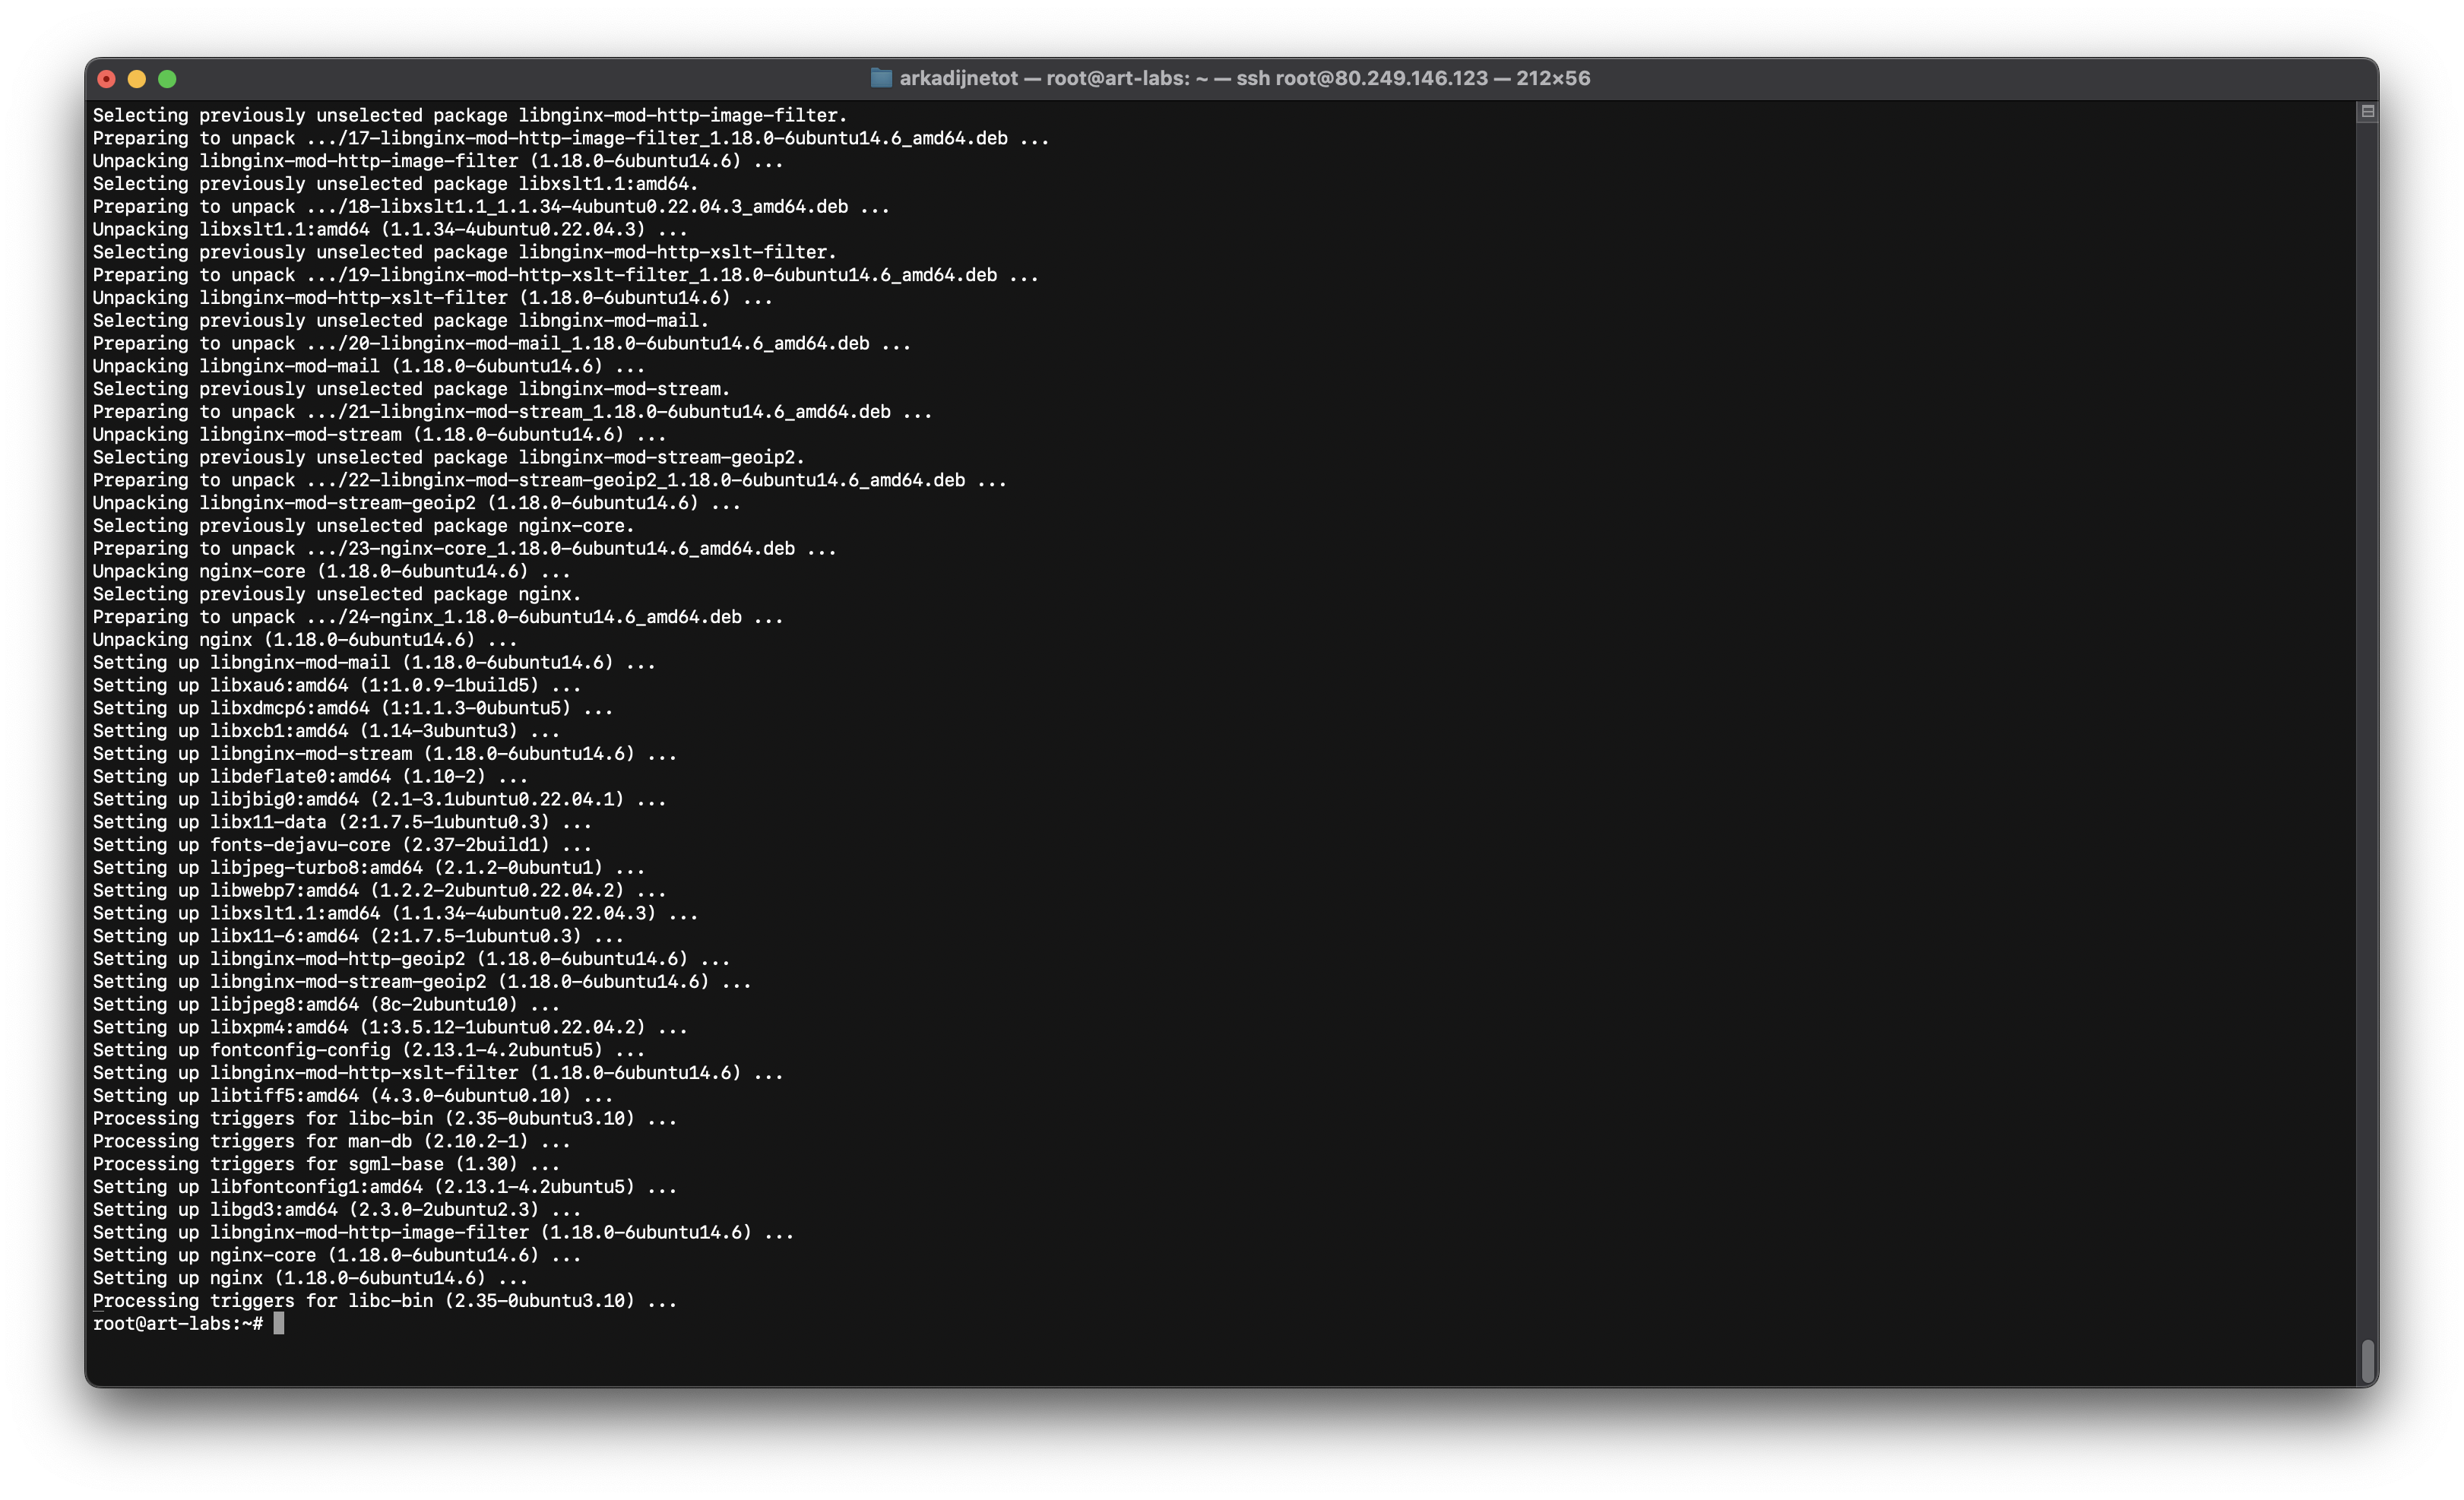 arkadijnetot — root@art-labs: ~ — ssh root@80.249.146.123 — 212×56
Selecting previously unselected package libnginx-mod-http-image-filter.
Preparing to unpack .../17-libnginx-mod-http-image-filter_1.18.0-6ubuntu14.6_amd64.deb ...
Unpacking libnginx-mod-http-image-filter (1.18.0-6ubuntu14.6) ...
Selecting previously unselected package libxslt1.1:amd64.
Preparing to unpack .../18-libxslt1.1_1.1.34-4ubuntu0.22.04.3_amd64.deb ...
Unpacking libxslt1.1:amd64 (1.1.34-4ubuntu0.22.04.3) ...
Selecting previously unselected package libnginx-mod-http-xslt-filter.
Preparing to unpack .../19-libnginx-mod-http-xslt-filter_1.18.0-6ubuntu14.6_amd64.deb ...
Unpacking libnginx-mod-http-xslt-filter (1.18.0-6ubuntu14.6) ...
Selecting previously unselected package libnginx-mod-mail.
Preparing to unpack .../20-libnginx-mod-mail_1.18.0-6ubuntu14.6_amd64.deb ...
Unpacking libnginx-mod-mail (1.18.0-6ubuntu14.6) ...
Selecting previously unselected package libnginx-mod-stream.
Preparing to unpack .../21-libnginx-mod-stream_1.18.0-6ubuntu14.6_amd64.deb ...
Unpacking libnginx-mod-stream (1.18.0-6ubuntu14.6) ...
Selecting previously unselected package libnginx-mod-stream-geoip2.
Preparing to unpack .../22-libnginx-mod-stream-geoip2_1.18.0-6ubuntu14.6_amd64.deb ...
Unpacking libnginx-mod-stream-geoip2 (1.18.0-6ubuntu14.6) ...
Selecting previously unselected package nginx-core.
Preparing to unpack .../23-nginx-core_1.18.0-6ubuntu14.6_amd64.deb ...
Unpacking nginx-core (1.18.0-6ubuntu14.6) ...
Selecting previously unselected package nginx.
Preparing to unpack .../24-nginx_1.18.0-6ubuntu14.6_amd64.deb ...
Unpacking nginx (1.18.0-6ubuntu14.6) ...
Setting up libnginx-mod-mail (1.18.0-6ubuntu14.6) ...
Setting up libxau6:amd64 (1:1.0.9-1build5) ...
Setting up libxdmcp6:amd64 (1:1.1.3-0ubuntu5) ...
Setting up libxcb1:amd64 (1.14-3ubuntu3) ...
Setting up libnginx-mod-stream (1.18.0-6ubuntu14.6) ...
Setting up libdeflate0:amd64 (1.10-2) ...
Setting up libjbig0:amd64 (2.1-3.1ubuntu0.22.04.1) ...
Setting up libx11-data (2:1.7.5-1ubuntu0.3) ...
Setting up fonts-dejavu-core (2.37-2build1) ...
Setting up libjpeg-turbo8:amd64 (2.1.2-0ubuntu1) ...
Setting up libwebp7:amd64 (1.2.2-2ubuntu0.22.04.2) ...
Setting up libxslt1.1:amd64 (1.1.34-4ubuntu0.22.04.3) ...
Setting up libx11-6:amd64 (2:1.7.5-1ubuntu0.3) ...
Setting up libnginx-mod-http-geoip2 (1.18.0-6ubuntu14.6) ...
Setting up libnginx-mod-stream-geoip2 (1.18.0-6ubuntu14.6) ...
Setting up libjpeg8:amd64 (8c-2ubuntu10) ...
Setting up libxpm4:amd64 (1:3.5.12-1ubuntu0.22.04.2) ...
Setting up fontconfig-config (2.13.1-4.2ubuntu5) ...
Setting up libnginx-mod-http-xslt-filter (1.18.0-6ubuntu14.6) ...
Setting up libtiff5:amd64 (4.3.0-6ubuntu0.10) ...
Processing triggers for libc-bin (2.35-0ubuntu3.10) ...
Processing triggers for man-db (2.10.2-1) ...
Processing triggers for sgml-base (1.30) ...
Setting up libfontconfig1:amd64 (2.13.1-4.2ubuntu5) ...
Setting up libgd3:amd64 (2.3.0-2ubuntu2.3) ...
Setting up libnginx-mod-http-image-filter (1.18.0-6ubuntu14.6) ...
Setting up nginx-core (1.18.0-6ubuntu14.6) ...
Setting up nginx (1.18.0-6ubuntu14.6) ...
Processing triggers for libc-bin (2.35-0ubuntu3.10) ...
root@art-labs:~#